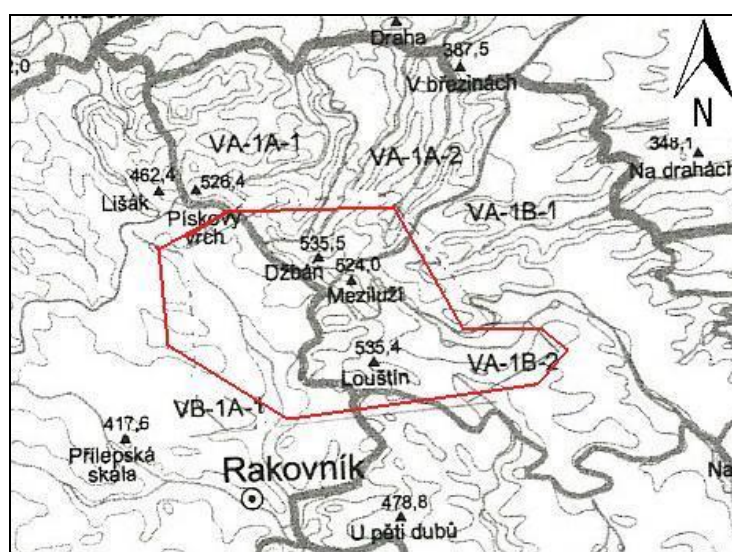 Draha
387,5
V březinách
N
VA-1A-1
VA-1A-2
348,1
Na drahách
462,4
526,4
Lišák
Pískový
vrch
VA-1B-1
535,5
Džbán
524,0
Meziluží
535,4
Louštín
VA-1B-2
VB-1A-1
417,6
Přílepská
skála
Rakovník
478,8
U pěti dubů
Na